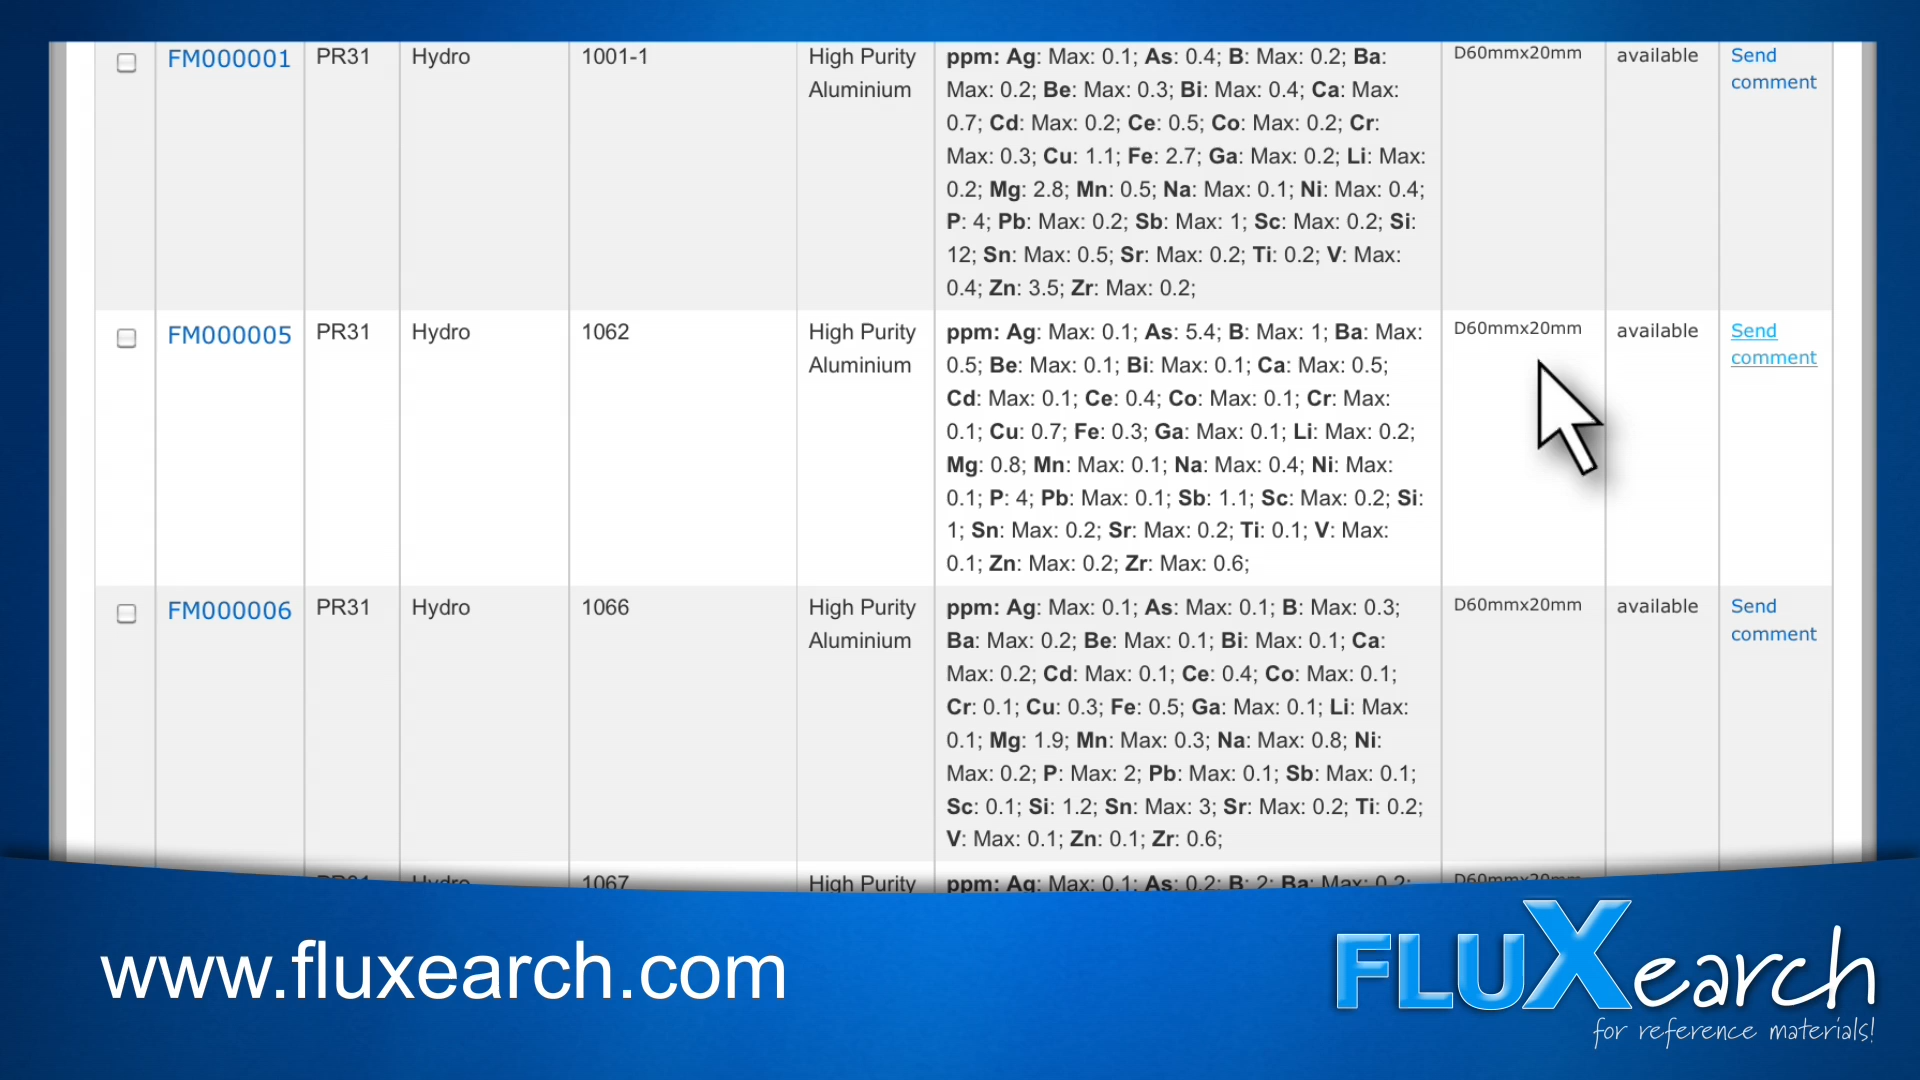 FM000001 PR31 Hydro 1001-1 High Purity ppm: Ag: Max: 0.1; As: 0.4; B: Max: 0.2; Ba: D60mmx20mm available Send
Aluminium Max: 0.2; Be: Max: 0.3; Bi: Max: 0.4; Ca: Max: comment
0.7; Cd: Max: 0.2; Ce: 0.5; Co: Max: 0.2; Cr:
Max: 0.3; Cu: 1.1; Fe: 2.7; Ga: Max: 0.2; Li: Max:
0.2; Mg: 2.8; Mn: 0.5; Na: Max: 0.1; Ni: Max: 0.4;
P: 4; Pb: Max: 0.2; Sb: Max: 1; Sc: Max: 0.2; Si:
12; Sn: Max: 0.5; Sr: Max: 0.2; Ti: 0.2; V: Max:
0.4; Zn: 3.5; Zr: Max: 0.2;
FM000005 PR31 Hydro 1062 High Purity ppm: Ag: Max: 0.1; As: 5.4; B: Max: 1; Ba: Max: D60mmx20mm available Send
Aluminium 0.5; Be: Max: 0.1; Bi: Max: 0.1; Ca: Max: 0.5; comment
Cd: Max: 0.1; Ce: 0.4; Co: Max: 0.1; Cr: Max:
0.1; Cu: 0.7; Fe: 0.3; Ga: Max: 0.1; Li: Max: 0.2;
Mg: 0.8; Mn: Max: 0.1; Na: Max: 0.4; Ni: Max:
0.1; P: 4; Pb: Max: 0.1; Sb: 1.1; Sc: Max: 0.2; Si:
1; Sn: Max: 0.2; Sr: Max: 0.2; Ti: 0.1; V: Max:
0.1; Zn: Max: 0.2; Zr: Max: 0.6;
FM000006 PR31 Hydro 1066 High Purity ppm: Ag: Max: 0.1; As: Max: 0.1; B: Max: 0.3; D60mmx20mm available Send
Aluminium Ba: Max: 0.2; Be: Max: 0.1; Bi: Max: 0.1; Ca: comment
Max: 0.2; Cd: Max: 0.1; Ce: 0.4; Co: Max: 0.1;
Cr: 0.1; Cu: 0.3; Fe: 0.5; Ga: Max: 0.1; Li: Max:
0.1; Mg: 1.9; Mn: Max: 0.3; Na: Max: 0.8; Ni:
Max: 0.2; P: Max: 2; Pb: Max: 0.1; Sb: Max: 0.1;
Sc: 0.1; Si: 1.2; Sn: Max: 3; Sr: Max: 0.2; Ti: 0.2;
V: Max: 0.1; Zn: 0.1; Zr: 0.6;
PR31 Hydro 1067 High Purity ppm: Ag: Max: 0.1; As: 0.2; B: 2; Ba: Max: 0.2; D60mmx20mm
www.fluxearch.com
FLUXearch
for reference materials!